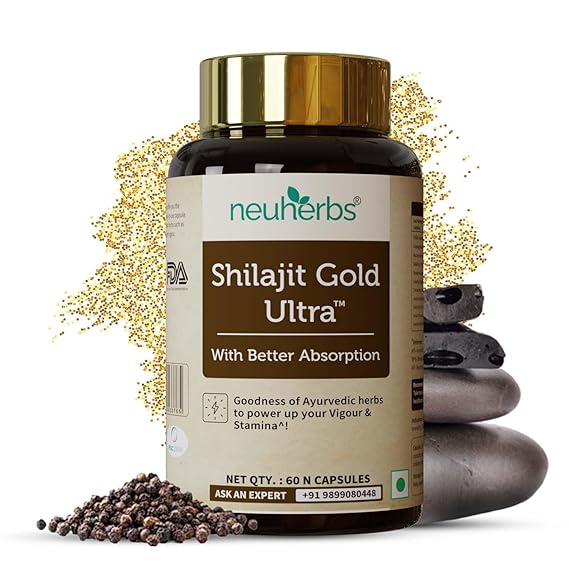 neuherbs®
Shilajit Gold
Ultra™
With Better Absorption
Goodness of Ayurvedic herbs
to power up your Vigour &
Stamina^!
NET QTY. : 60 N CAPSULES
ASK AN EXPERT +91 9899080448
FDA